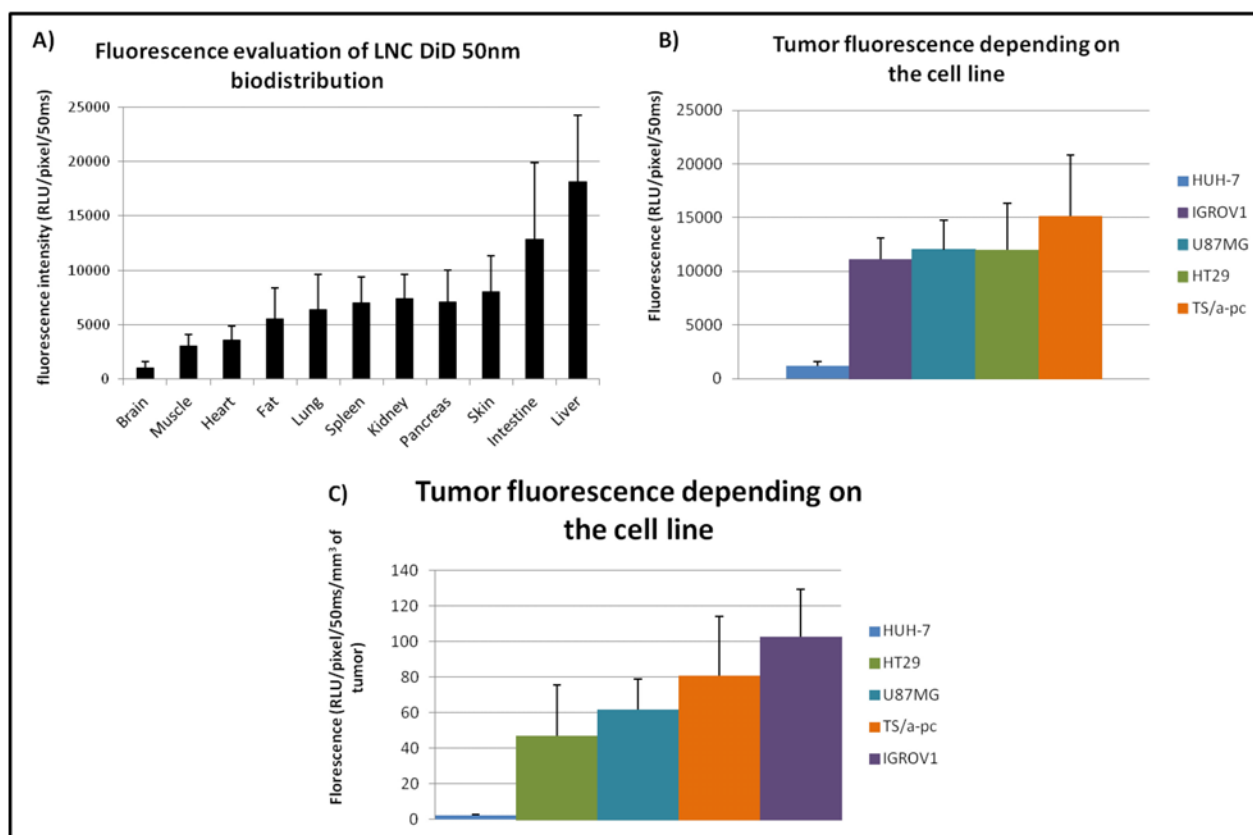 A)
Fluorescence evaluation of LNC DiD 50nm
biodistribution
fluorescence intensity (RLU/pixel/50ms)
25000
20000
15000
10000
5000
0
Brain
Muscle
Heart
Fat
Lung
Spleen
Kidney
Pancreas
Skin
Intestine
Liver
B)
Tumor fluorescence depending on
the cell line
Fluorescence (RLU/pixel/50ms)
25000
20000
15000
10000
5000
0
HUH-7
IGROV1
U87MG
HT29
TS/a-pc
C)
Tumor fluorescence depending on
the cell line
Florescence (RLU/pixel/50ms/mm³ of
tumor)
140
120
100
80
60
40
20
0
HUH-7
HT29
U87MG
TS/a-pc
IGROV1